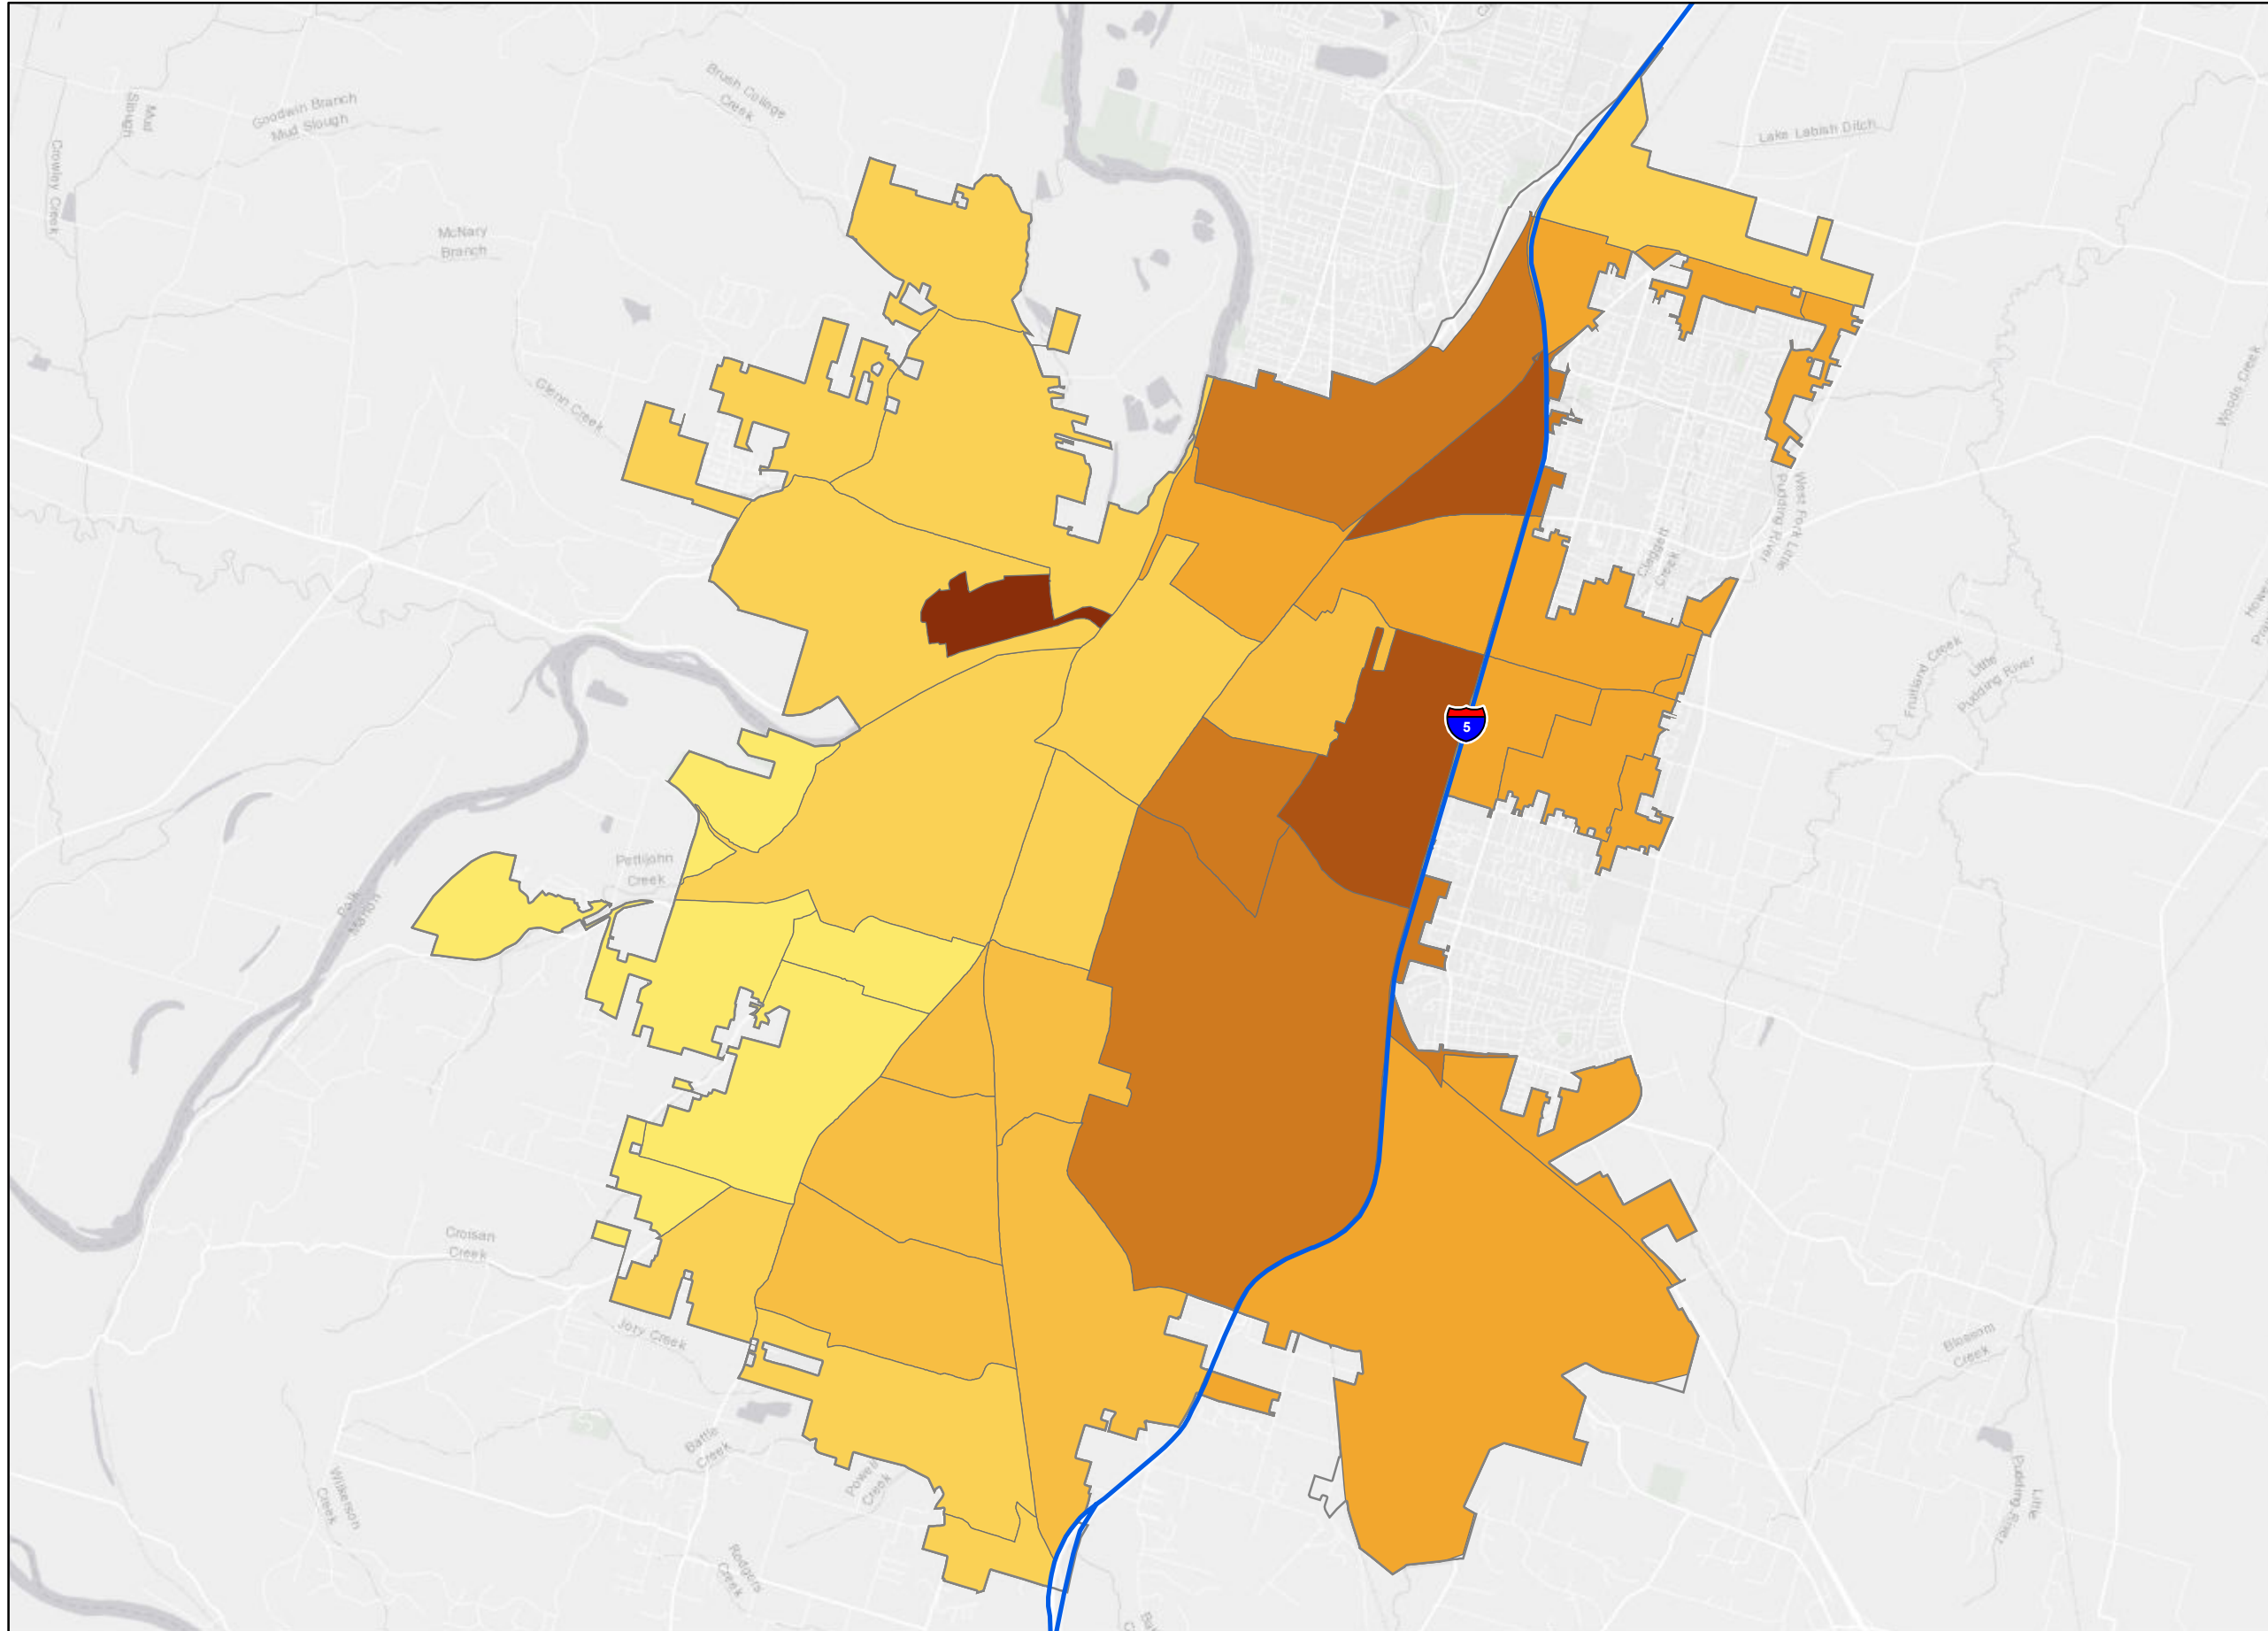 Brush College
Creek
Goodwin Branch
Mud Slough
Mud
Slough
Lake Labish Ditch
Crowley Creek
McNary
Branch
Glenn Creek
Woods Creek
West Fork Little
Pudding River
Claggett
Creek
Fruitland Creek
Little
Pudding River
5
Pettijohn
Creek
Polk
Marion
Croisan
Creek
Jory Creek
Blossom
Creek
Battle
Creek
Powell
Creek
Wilkerson
Creek
Little
Pudding River
Rodgers
Creek